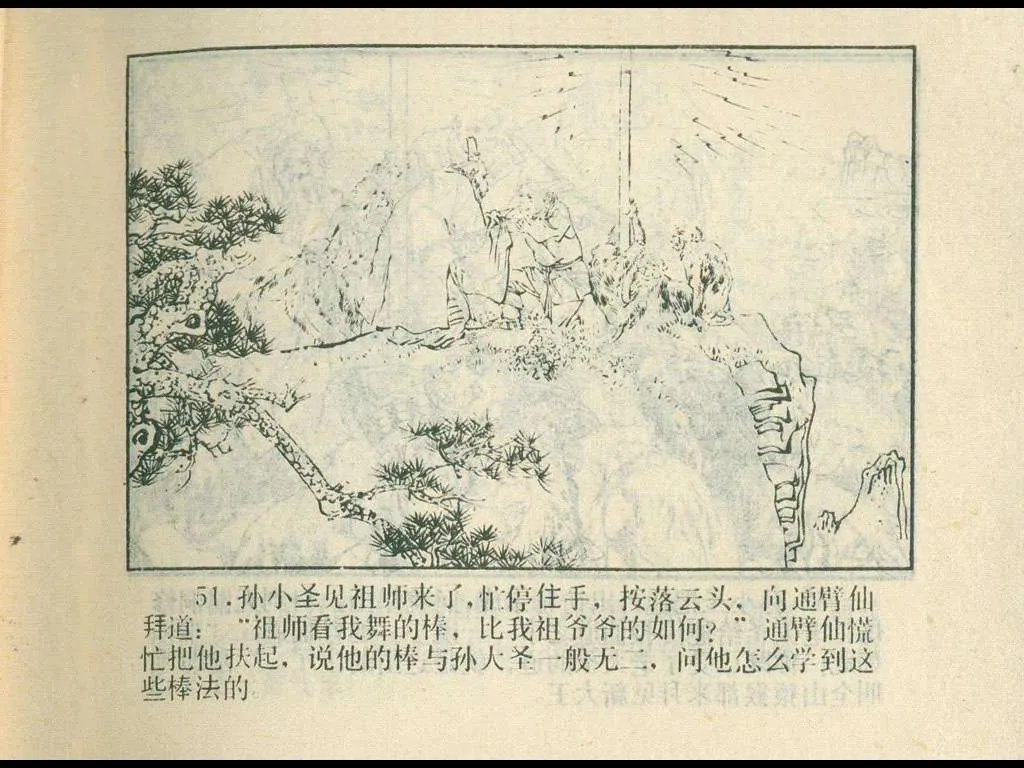 51.孙小圣见祖师来了,忙停住手，按落云头，向通臂仙
拜道：“祖师看我舞的棒，比我祖爷爷的如何？”通臂仙慌
忙把他扶起，说他的棒与孙大圣一般无二，问他怎么学到这
些棒法的。